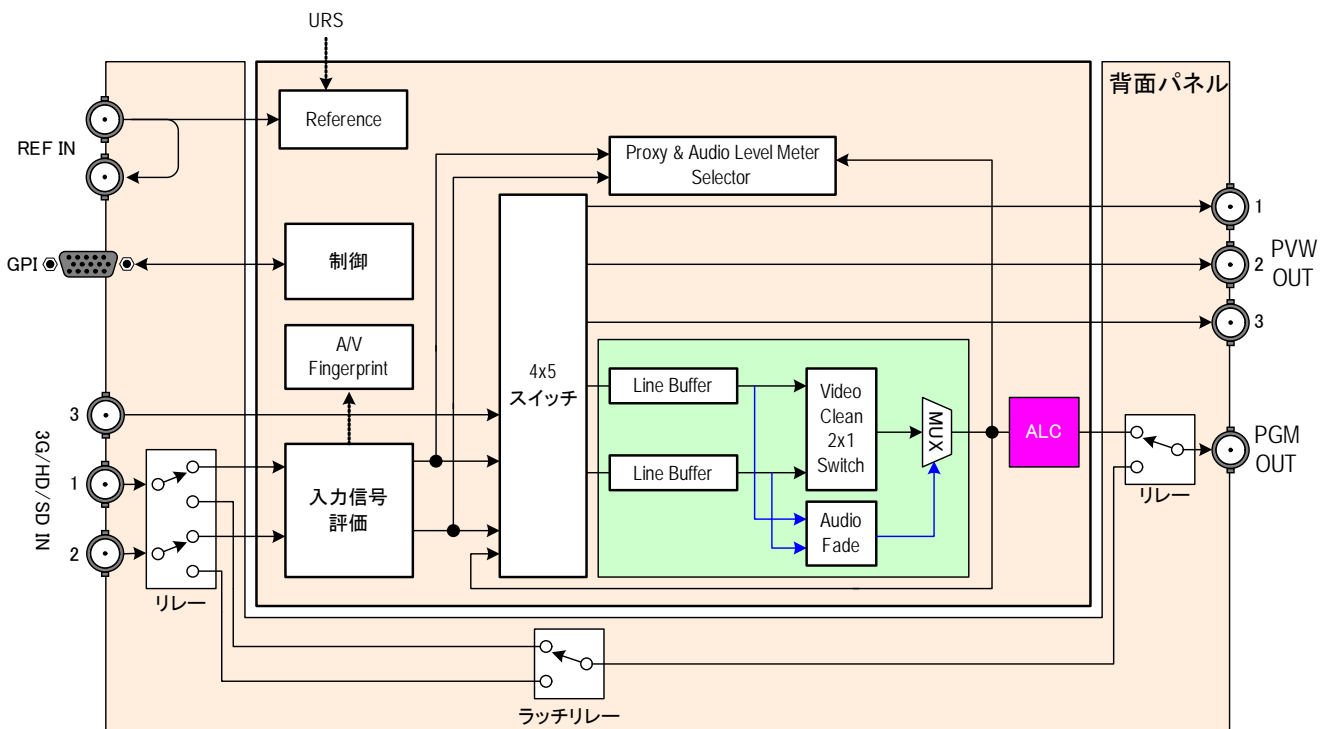 URS
背面パネル
Reference
REF IN
Proxy & Audio Level Meter
Selector
1
GPI
制御
2
PVW
OUT
3
A/V
Fingerprint
4x5
スイッチ
Line Buffer
Video
Clean
2x1
Switch
MUX
ALC
3
3G/HD/SD IN
1
2
入力信号
評価
Line Buffer
Audio
Fade
PGM
OUT
リレー
リレー
ラッチリレー